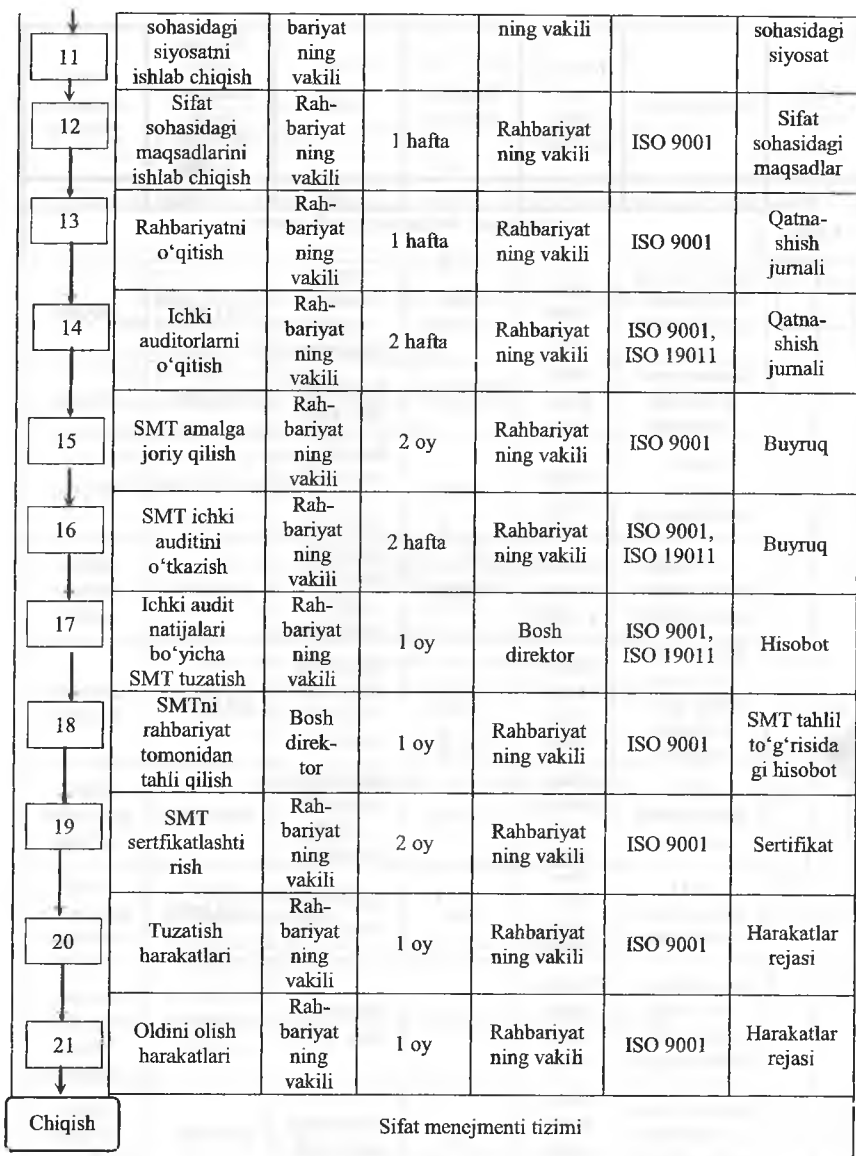 11
sohasidagi
siyosatni
ishlab chiqish
bariyat
ning
vakili
ning vakili
sohasidagi
siyosat
12
Sifat
sohasidagi
maqsadlarini
ishlab chiqish
Rah-
bariyat
ning
vakili
1 hafta
Rahbariyat
ning vakili
ISO 9001
Sifat
sohasidagi
maqsadlar
13
Rahbariyatni
o‘qitish
Rah-
bariyat
ning
vakili
1 hafta
Rahbariyat
ning vakili
ISO 9001
Qatna-
shish
jurnali
14
Ichki
auditorlarni
o‘qitish
Rah-
bariyat
ning
vakili
2 hafta
Rahbariyat
ning vakili
ISO 9001,
ISO 19011
Qatna-
shish
jurnali
15
SMT amalga
joriy qilish
Rah-
bariyat
ning
vakili
2 oy
Rahbariyat
ning vakili
ISO 9001
Buyruq
16
SMT ichki
auditini
o‘tkazish
Rah-
bariyat
ning
vakili
2 hafta
Rahbariyat
ning vakili
ISO 9001,
ISO 19011
Buyruq
17
Ichki audit
natijalari
bo‘yicha
SMT tuzatish
Rah-
bariyat
ning
vakili
1 oy
Bosh
direktor
ISO 9001,
ISO 19011
Hisobot
18
SMTni
rahbariyat
tomonidan
tahli qilish
Bosh
direk-
tor
1 oy
Rahbariyat
ning vakili
ISO 9001
SMT tahlil
to‘g‘risida
gi hisobot
19
SMT
sertfikatlashti
rish
Rah-
bariyat
ning
vakili
2 oy
Rahbariyat
ning vakili
ISO 9001
Sertifikat
20
Tuzatish
harakatlari
Rah-
bariyat
ning
vakili
1 oy
Rahbariyat
ning vakili
ISO 9001
Harakatlar
rejasi
21
Oldini olish
harakatlari
Rah-
bariyat
ning
vakili
1 oy
Rahbariyat
ning vakili
ISO 9001
Harakatlar
rejasi
Chiqish
Sifat menejmenti tizimi